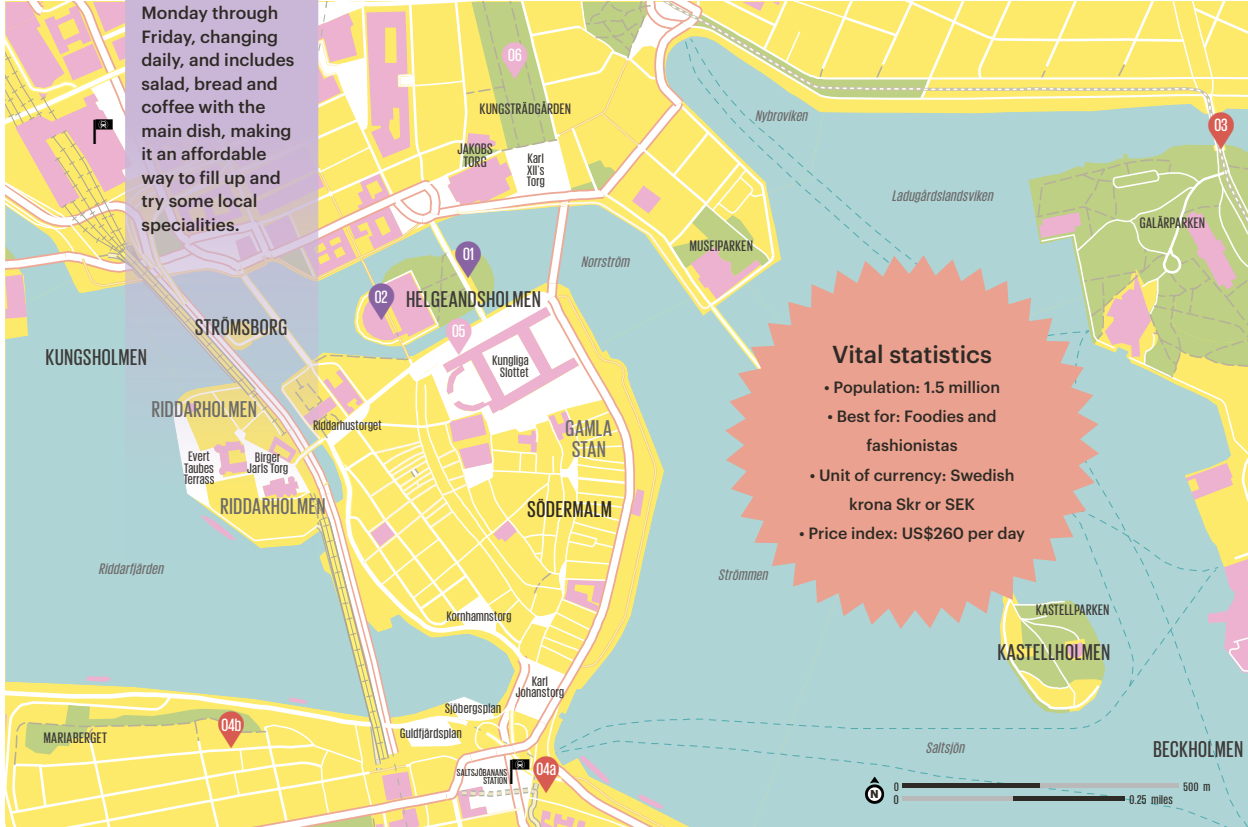 Monday through
Friday, changing
daily, and includes
salad, bread and
coffee with the
main dish, making
it an affordable
way to fill up and
try some local
specialities.
06
KUNGSTRÄDGÅRDEN
JAKOBS
TORG
Karl
XII's
Torg
Nybroviken
03
Ladugårdslandsviken
GALÄRPARKEN
MUSEIPARKEN
Norrström
01
02
HELGEANDSHOLMEN
05
STRÖMSBORG
KUNGSHOLMEN
Kungliga
Slottet
RIDDARHOLMEN
Riddarhustorget
GAMLA
STAN
Evert
Taubes
Terrass
Birger
Jarls Torg
RIDDARHOLMEN
SÖDERMALM
Vital statistics
• Population: 1.5 million
• Best for: Foodies and
fashionistas
• Unit of currency: Swedish
krona Skr or SEK
• Price index: US$260 per day
Riddarfjärden
Strömmen
Kornhamnstorg
KASTELLPARKEN
KASTELLHOLMEN
Karl
Johanstorg
Sjöbergsplan
Guldfjärdsplan
04b
MARIABERGET
SALTSJÖBANANS
STATION
04a
Saltsjön
BECKHOLMEN
N
0 500 m
0 0.25 miles